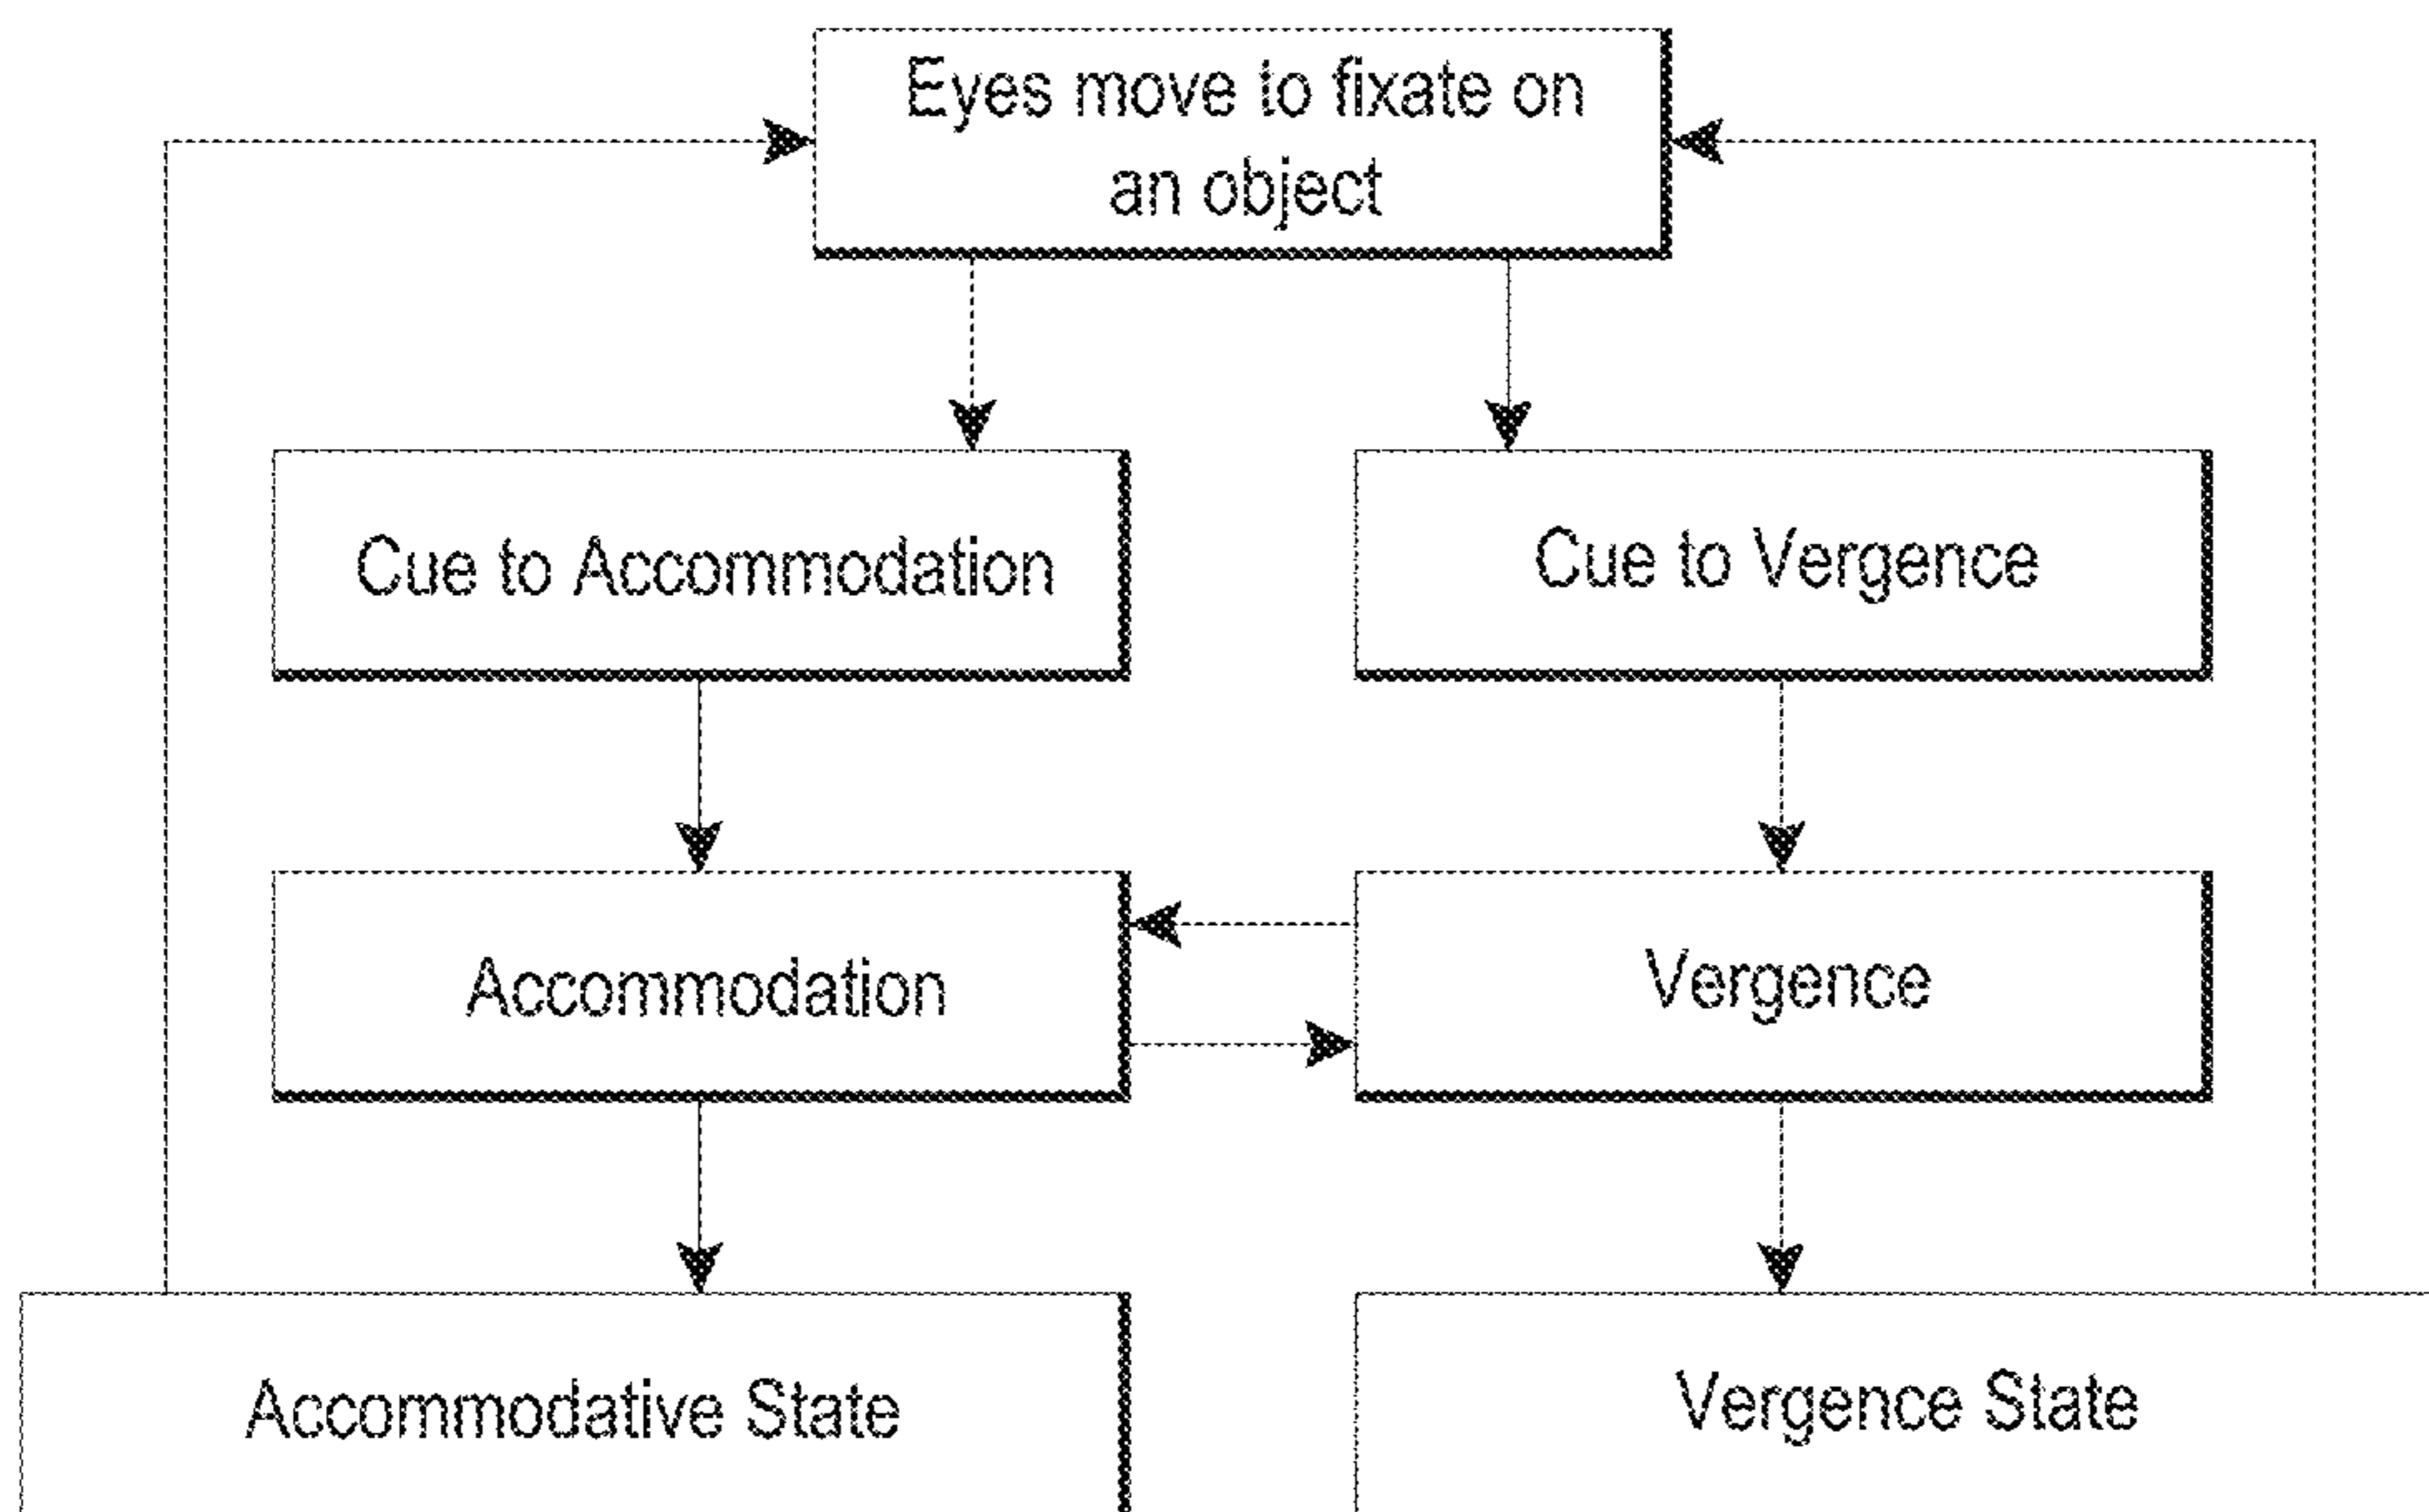 Eyes move to fixate on
an object
Cue to Accommodation
Cue to Vergence
Accommodation
Vergence
Accommodative State
Vergence State